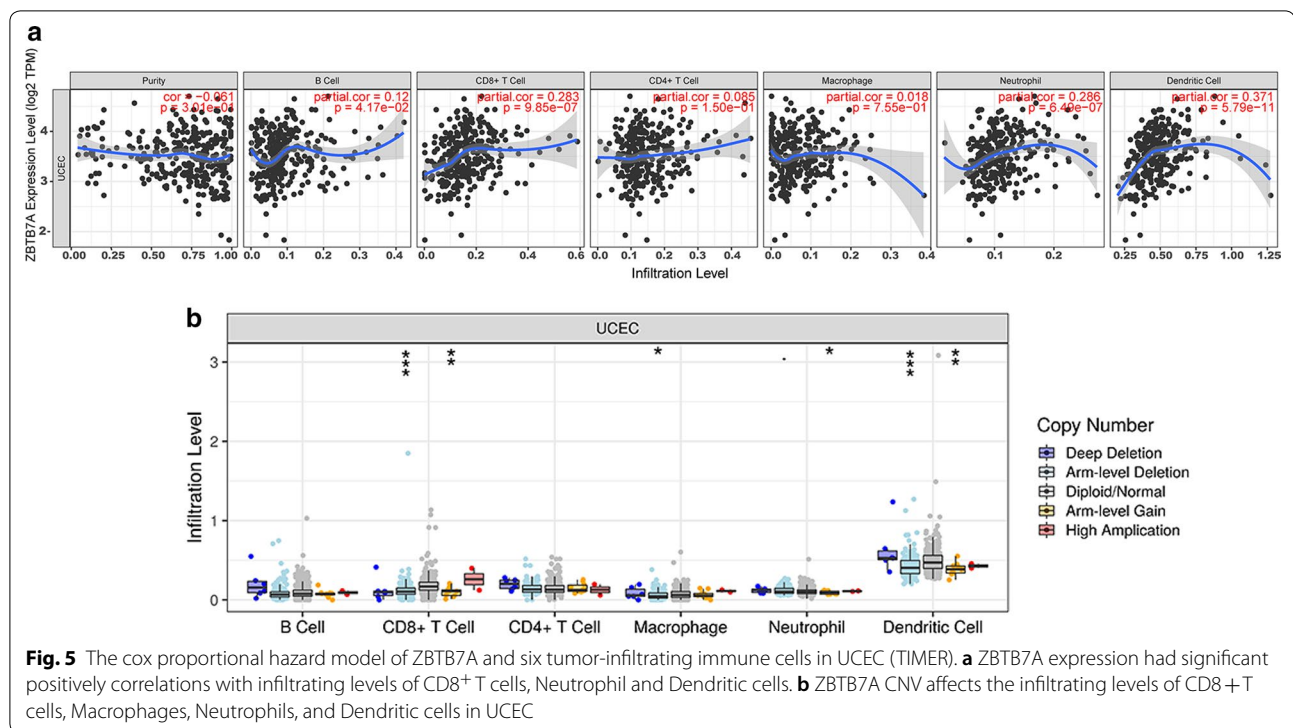 a
ZBTB7A Expression Level (log2 TPM)
UCEC
Purity
B Cell
CD8+ T Cell
CD4+ T Cell
Macrophage
Neutrophil
Dendritic Cell
cor = −0.061
p = 3.01e−01
partial.cor = 0.12
p = 4.17e−02
partial.cor = 0.283
p = 9.85e−07
partial.cor = 0.085
p = 1.50e−01
partial.cor = 0.018
p = 7.55e−01
partial.cor = 0.286
p = 6.49e−07
partial.cor = 0.371
p = 5.79e−11
4
3
2
0.00 0.25 0.50 0.75 1.00
0.0 0.1 0.2 0.3 0.4
0.0 0.2 0.4 0.6
0.0 0.1 0.2 0.3 0.4
0.0 0.1 0.2 0.3 0.4
0.1 0.2
0.25 0.50 0.75 1.00 1.25
Infiltration Level
b
UCEC
*** ** * . * *** **
Infiltration Level
3
2
1
0
B Cell
CD8+ T Cell
CD4+ T Cell
Macrophage
Neutrophil
Dendritic Cell
Copy Number
Deep Deletion
Arm-level Deletion
Diploid/Normal
Arm-level Gain
High Amplication
Fig. 5 The cox proportional hazard model of ZBTB7A and six tumor-infiltrating immune cells in UCEC (TIMER). a ZBTB7A expression had significant
positively correlations with infiltrating levels of CD8+ T cells, Neutrophil and Dendritic cells. b ZBTB7A CNV affects the infiltrating levels of CD8+T
cells, Macrophages, Neutrophils, and Dendritic cells in UCEC